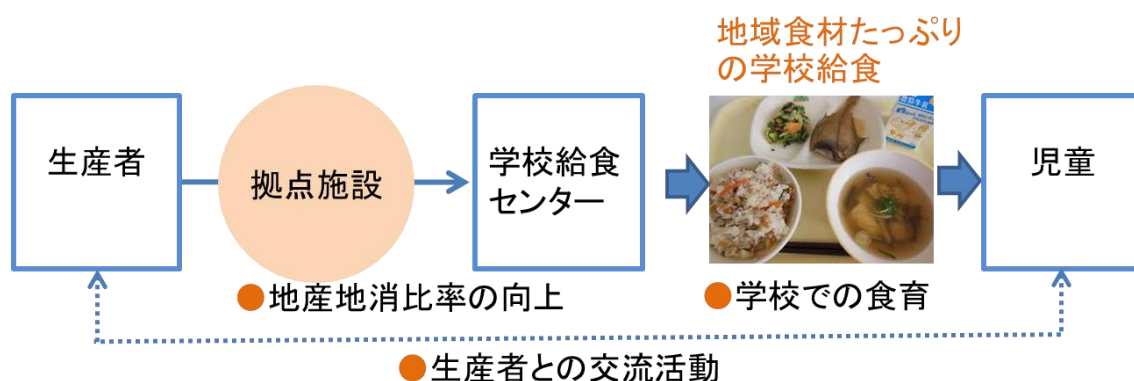 地域食材たっぷり
の学校給食
生産者
拠点施設
学校給食
センター
児童
●地産地消比率の向上
●学校での食育
●生産者との交流活動